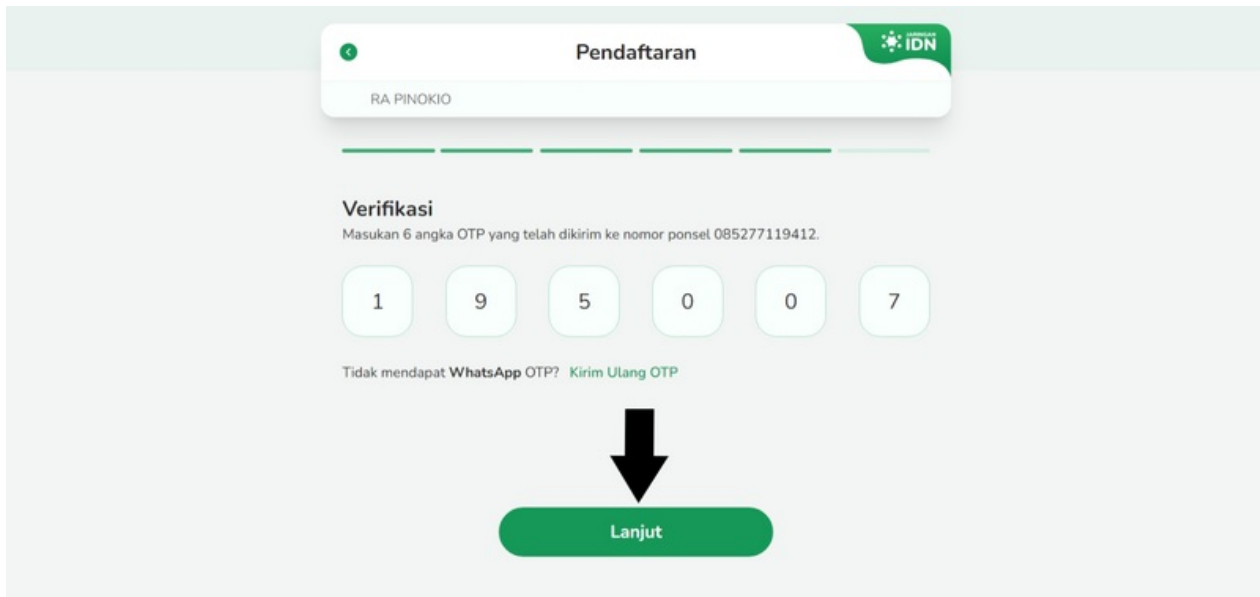 Pendaftaran
JARINGAN
IDN
RA PINOKIO
Verifikasi
Masukan 6 angka OTP yang telah dikirim ke nomor ponsel 085277119412.
1 9 5 0 0 7
Tidak mendapat WhatsApp OTP? Kirim Ulang OTP
Lanjut